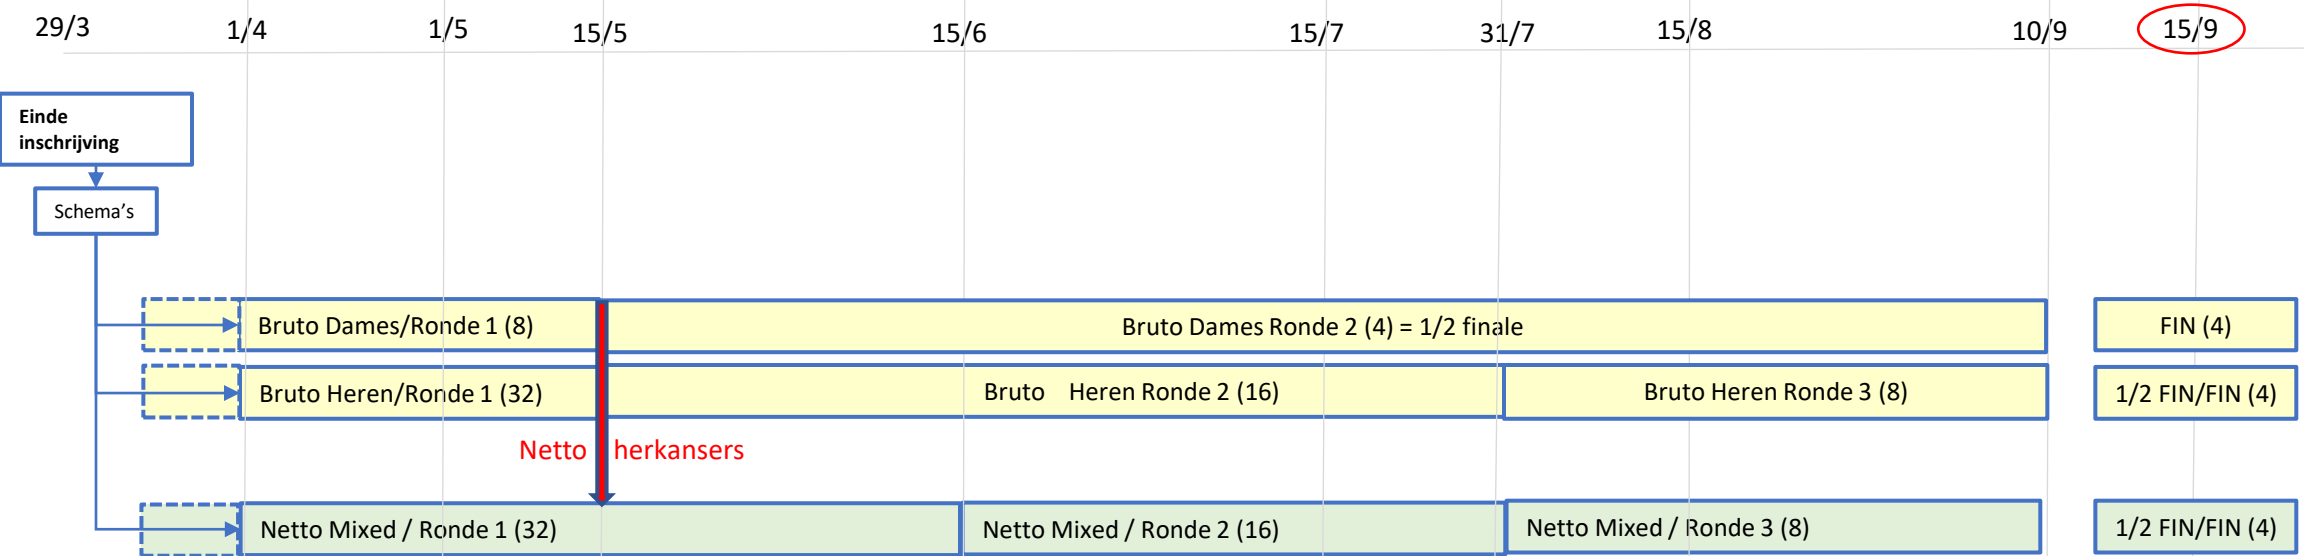 29/3 1/4 1/5 15/5 15/6 15/7 31/7 15/8 10/9 15/9
Einde
inschrijving
Schema's
Bruto Dames/Ronde 1 (8) Bruto Dames Ronde 2 (4) = 1/2 finale FIN (4)
Bruto Heren/Ronde 1 (32) Bruto Heren Ronde 2 (16) Bruto Heren Ronde 3 (8) 1/2 FIN/FIN (4)
Netto herkansers
Netto Mixed / Ronde 1 (32) Netto Mixed / Ronde 2 (16) Netto Mixed / Ronde 3 (8) 1/2 FIN/FIN (4)